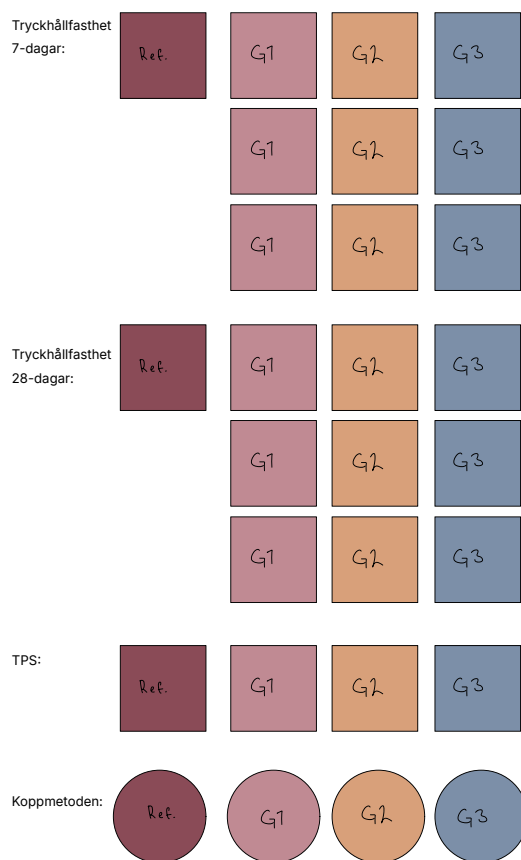 Tryckhållfasthet
7-dagar:
Ref. G1 G2 G3
G1 G2 G3
G1 G2 G3
Tryckhållfasthet
28-dagar:
Ref. G1 G2 G3
G1 G2 G3
G1 G2 G3
TPS:
Ref. G1 G2 G3
Koppmetoden:
Ref. G1 G2 G3